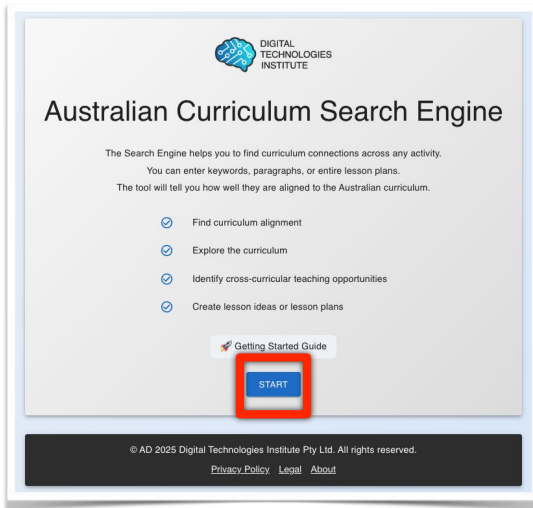 DIGITAL
TECHNOLOGIES
INSTITUTE
Australian Curriculum Search Engine
The Search Engine helps you to find curriculum connections across any activity.
You can enter keywords, paragraphs, or entire lesson plans.
The tool will tell you how well they are aligned to the Australian curriculum.
Find curriculum alignment
Explore the curriculum
Identify cross-curricular teaching opportunities
Create lesson ideas or lesson plans
🚀 Getting Started Guide
START
© AD 2025 Digital Technologies Institute Pty Ltd. All rights reserved.
Privacy Policy Legal About